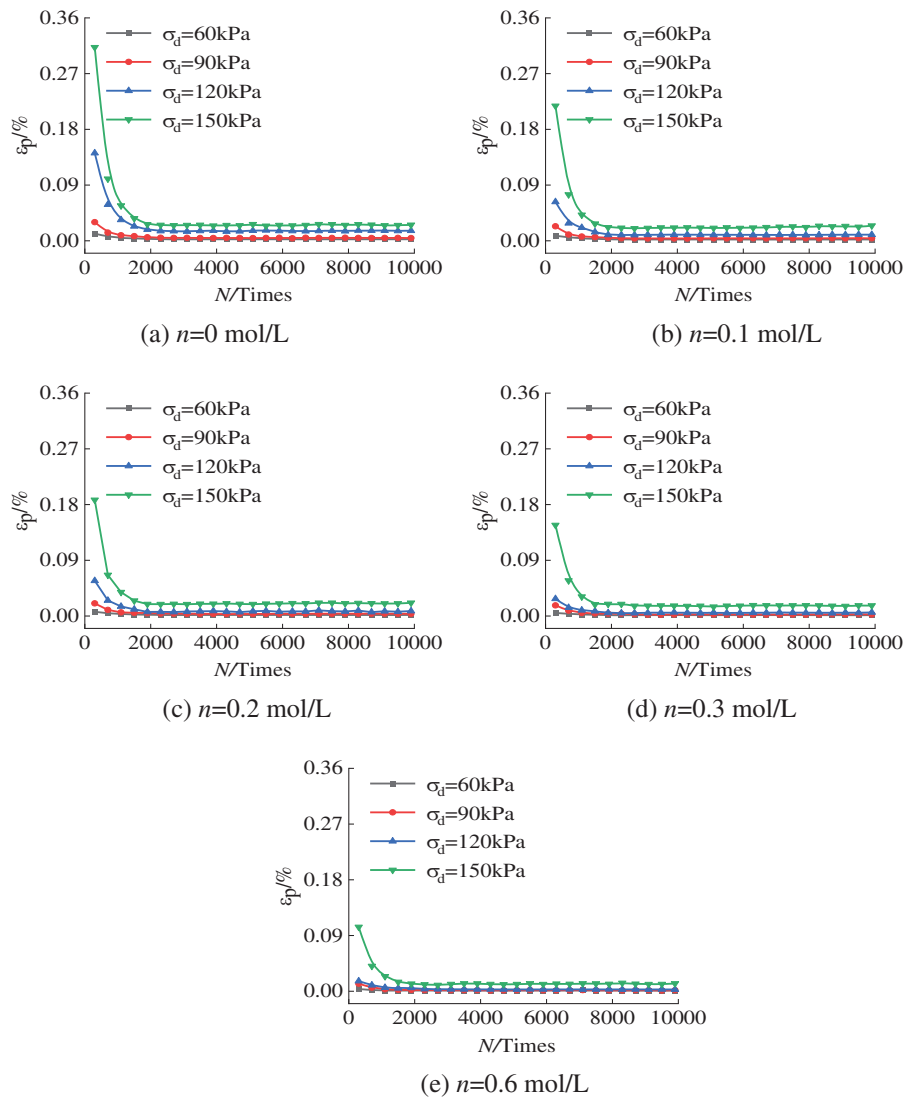 0.36
0.27
0.18
0.09
0.00
εp/%
σd=60kPa
σd=90kPa
σd=120kPa
σd=150kPa
0 2000 4000 6000 8000 10000
N/Times
(a) n=0 mol/L
0.36
0.27
0.18
0.09
0.00
εp/%
σd=60kPa
σd=90kPa
σd=120kPa
σd=150kPa
0 2000 4000 6000 8000 10000
N/Times
(b) n=0.1 mol/L
0.36
0.27
0.18
0.09
0.00
εp/%
σd=60kPa
σd=90kPa
σd=120kPa
σd=150kPa
0 2000 4000 6000 8000 10000
N/Times
(c) n=0.2 mol/L
0.36
0.27
0.18
0.09
0.00
εp/%
σd=60kPa
σd=90kPa
σd=120kPa
σd=150kPa
0 2000 4000 6000 8000 10000
N/Times
(d) n=0.3 mol/L
0.36
0.27
0.18
0.09
0.00
εp/%
σd=60kPa
σd=90kPa
σd=120kPa
σd=150kPa
0 2000 4000 6000 8000 10000
N/Times
(e) n=0.6 mol/L